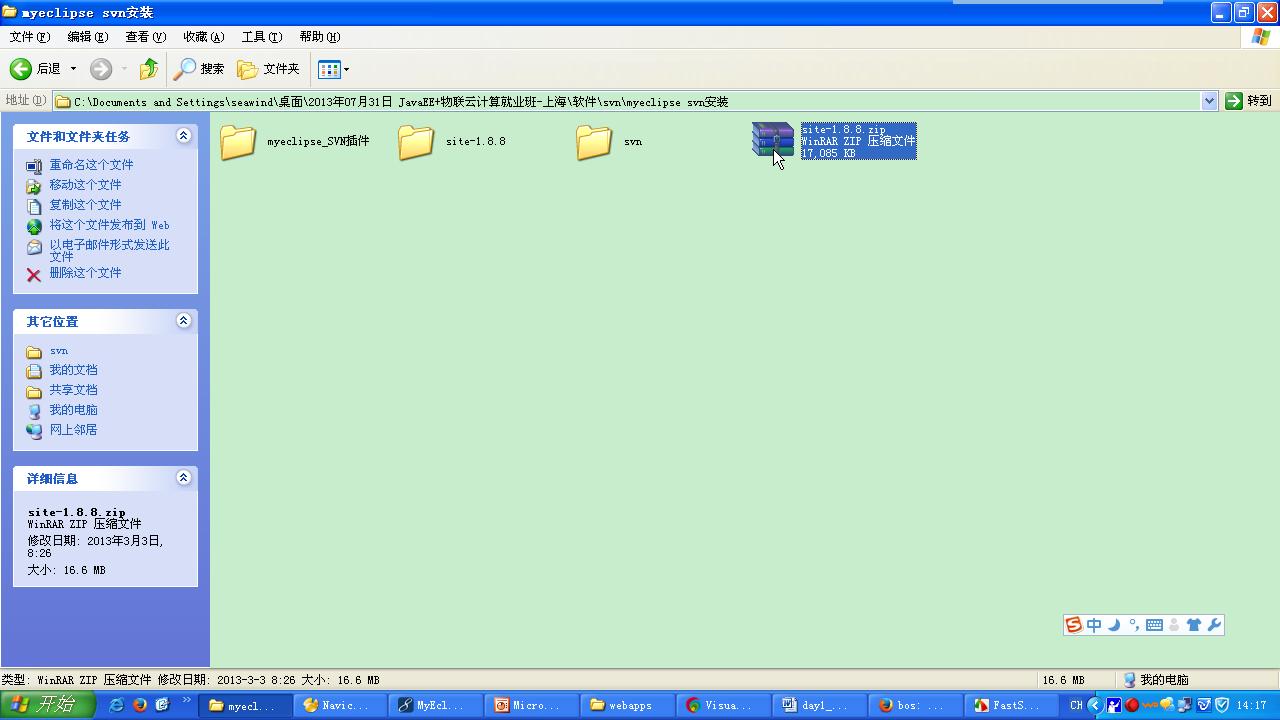 myeclipse svn安装
文件(F) 编辑(E) 查看(V) 收藏(A) 工具(T) 帮助(H)
后退 搜索 文件夹
地址(D) C:\Documents and Settings\seawind\桌面\2013年07月31日 JavaEE+物联云计算就业班-上海\软件\svn\myeclipse svn安装 转到
文件和文件夹任务
重命名这个文件
移动这个文件
复制这个文件
将这个文件发布到 Web
以电子邮件形式发送此
文件
删除这个文件
其它位置
svn
我的文档
共享文档
我的电脑
网上邻居
详细信息
site-1.8.8.zip
WinRAR ZIP 压缩文件
修改日期: 2013年3月3日,
8:26
大小: 16.6 MB
myeclipse_SVN插件
site-1.8.8
svn
site-1.8.8.zip
WinRAR ZIP 压缩文件
17,085 KB
中
类型: WinRAR ZIP 压缩文件 修改日期: 2013-3-3 8:26 大小: 16.6 MB 16.6 MB 我的电脑
开始 myecl... Navic... MyEcl... Micro... webapps Visua... day1_... bos: ... FastS... CH 14:17